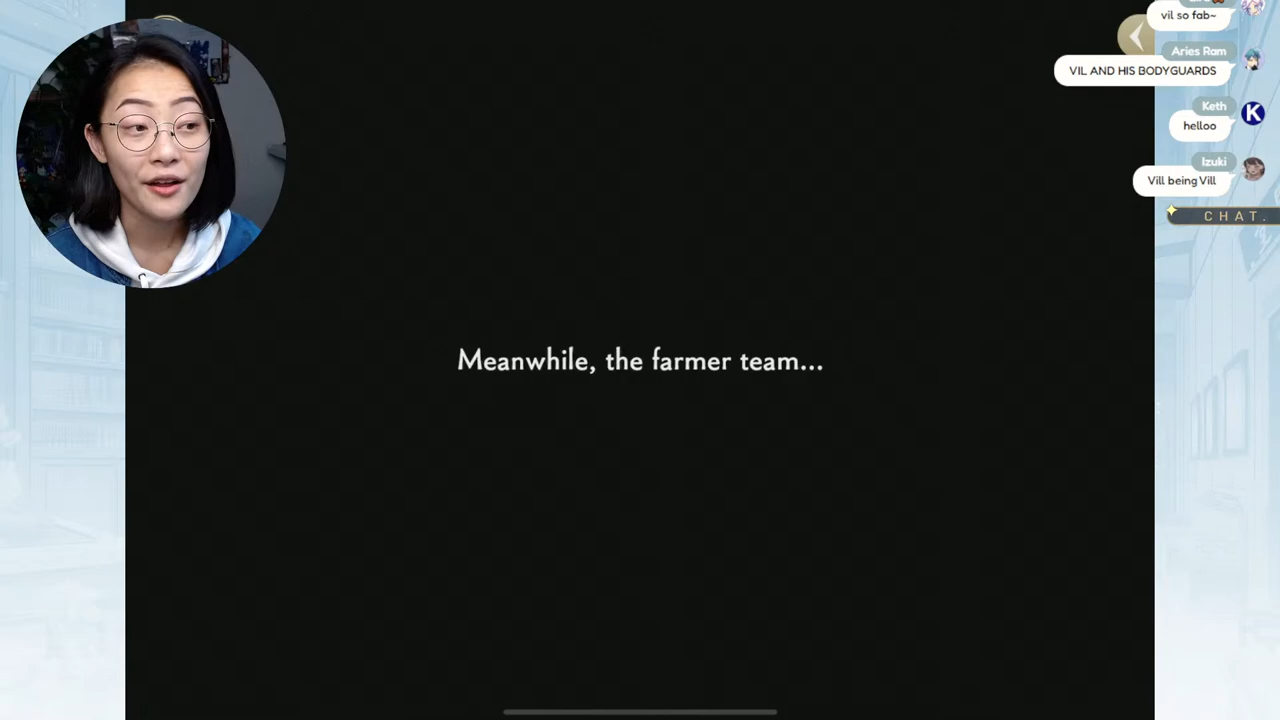 vil so fab~
Aries Ram
VIL AND HIS BODYGUARDS
Keth
K
helloo
Izuki
Vill being Vill
CHAT.
Meanwhile, the farmer team...